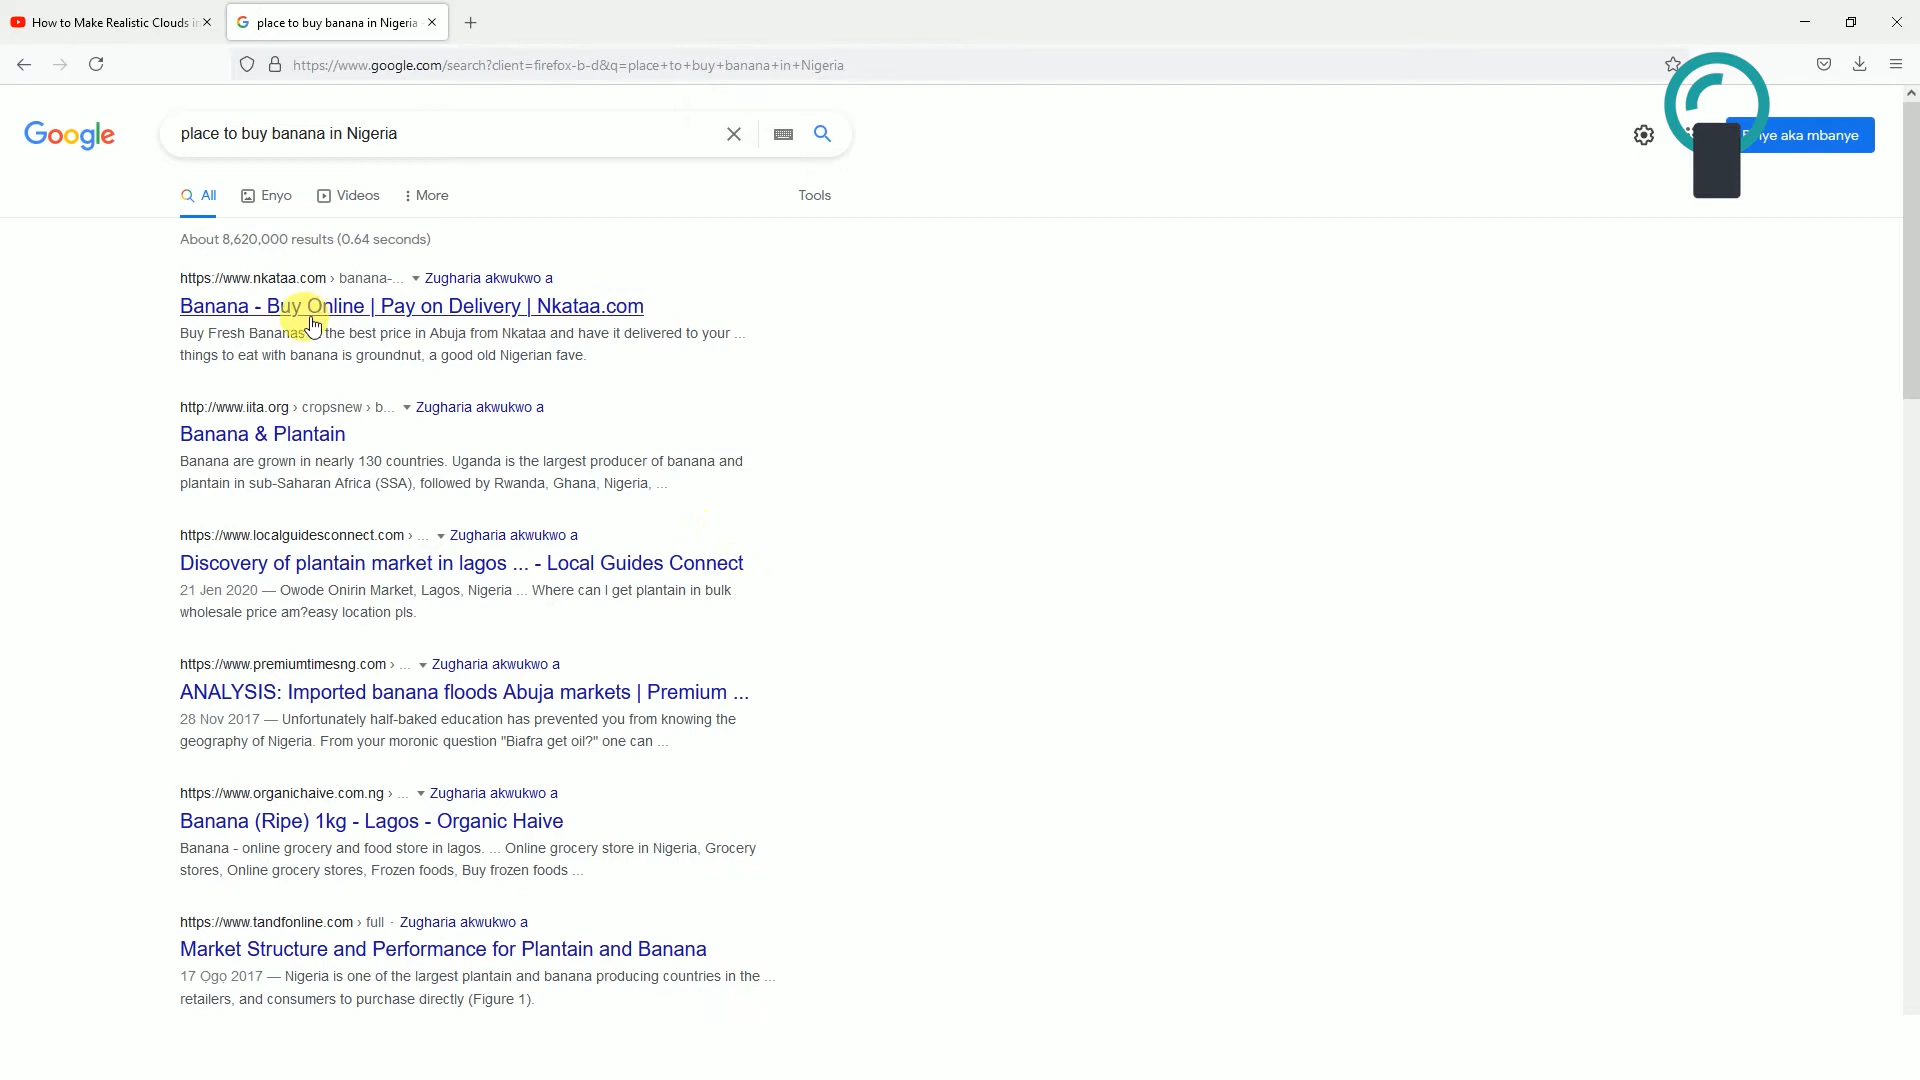 How to Make Realistic Clouds
place to buy banana in Nigeria
https://www.google.com/search?client=firefox-b-d&q=place+to+buy+banana+in+Nigeria
Google
place to buy banana in Nigeria
aka mbanye
All
Enyo
Videos
More
Tools
About 8,620,000 results (0.64 seconds)
https://www.nkataa.com › banana-... Zugharia akwukwo a
Banana - Buy Online | Pay on Delivery | Nkataa.com
Buy Fresh Bananas the best price in Abuja from Nkataa and have it delivered to your ...
things to eat with banana is groundnut, a good old Nigerian fave.
http://www.iita.org › cropsnew › b... Zugharia akwukwo a
Banana & Plantain
Banana are grown in nearly 130 countries. Uganda is the largest producer of banana and
plantain in sub-Saharan Africa (SSA), followed by Rwanda, Ghana, Nigeria, ...
https://www.localguidesconnect.com › ... Zugharia akwukwo a
Discovery of plantain market in lagos ... - Local Guides Connect
21 Jen 2020 — Owode Onirin Market, Lagos, Nigeria ... Where can I get plantain in bulk
wholesale price am?easy location pls.
https://www.premiumtimesng.com › ... Zugharia akwukwo a
ANALYSIS: Imported banana floods Abuja markets | Premium ...
28 Nov 2017 — Unfortunately half-baked education has prevented you from knowing the
geography of Nigeria. From your moronic question "Biafra get oil?" one can ...
https://www.organichaive.com.ng › ... Zugharia akwukwo a
Banana (Ripe) 1kg - Lagos - Organic Haive
Banana - online grocery and food store in lagos. ... Online grocery store in Nigeria, Grocery
stores, Online grocery stores, Frozen foods, Buy frozen foods ...
https://www.tandfonline.com › full · Zugharia akwukwo a
Market Structure and Performance for Plantain and Banana
17 Ọgọ 2017 — Nigeria is one of the largest plantain and banana producing countries in the ...
retailers, and consumers to purchase directly (Figure 1).